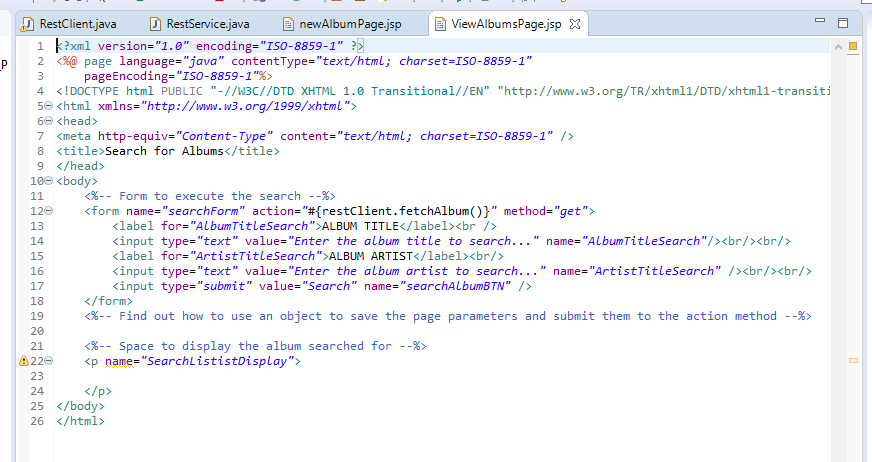 RestClient.java RestService.java newAlbumPage.jsp ViewAlbumsPage.jsp
1 <?xml version="1.0" encoding="ISO-8859-1" ?>
2 <%@ page language="java" contentType="text/html; charset=ISO-8859-1"
3     pageEncoding="ISO-8859-1"%>
4 <!DOCTYPE html PUBLIC "-//W3C//DTD XHTML 1.0 Transitional//EN" "http://www.w3.org/TR/xhtml1/DTD/xhtml1-transiti
5 <html xmlns="http://www.w3.org/1999/xhtml">
6 <head>
7 <meta http-equiv="Content-Type" content="text/html; charset=ISO-8859-1" />
8 <title>Search for Albums</title>
9 </head>
10 <body>
11     <%-- Form to execute the search --%>
12     <form name="searchForm" action="#{restClient.fetchAlbum()}" method="get">
13         <label for="AlbumTitleSearch">ALBUM TITLE</label><br />
14         <input type="text" value="Enter the album title to search..." name="AlbumTitleSearch"/><br/><br/>
15         <label for="ArtistTitleSearch">ALBUM ARTIST</label><br/>
16         <input type="text" value="Enter the album artist to search..." name="ArtistTitleSearch" /><br/><br/>
17         <input type="submit" value="Search" name="searchAlbumBTN" />
18     </form>
19     <%-- Find out how to use an object to save the page parameters and submit them to the action method --%>
20
21     <%-- Space to display the album searched for --%>
22     <p name="SearchLististDisplay">
23
24     </p>
25 </body>
26 </html>